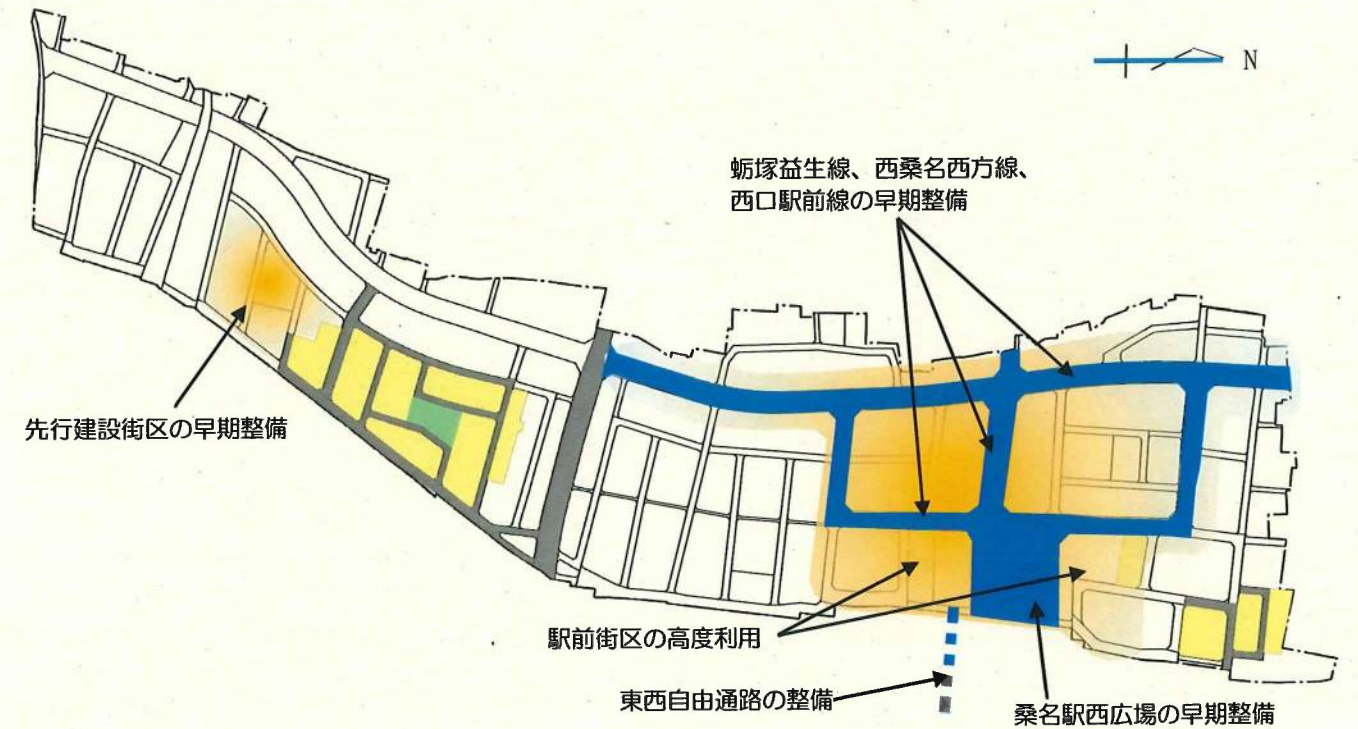 N
蛎塚益生線、西桑名西方線、
西口駅前線の早期整備
先行建設街区の早期整備
駅前街区の高度利用
東西自由通路の整備
桑名駅西広場の早期整備